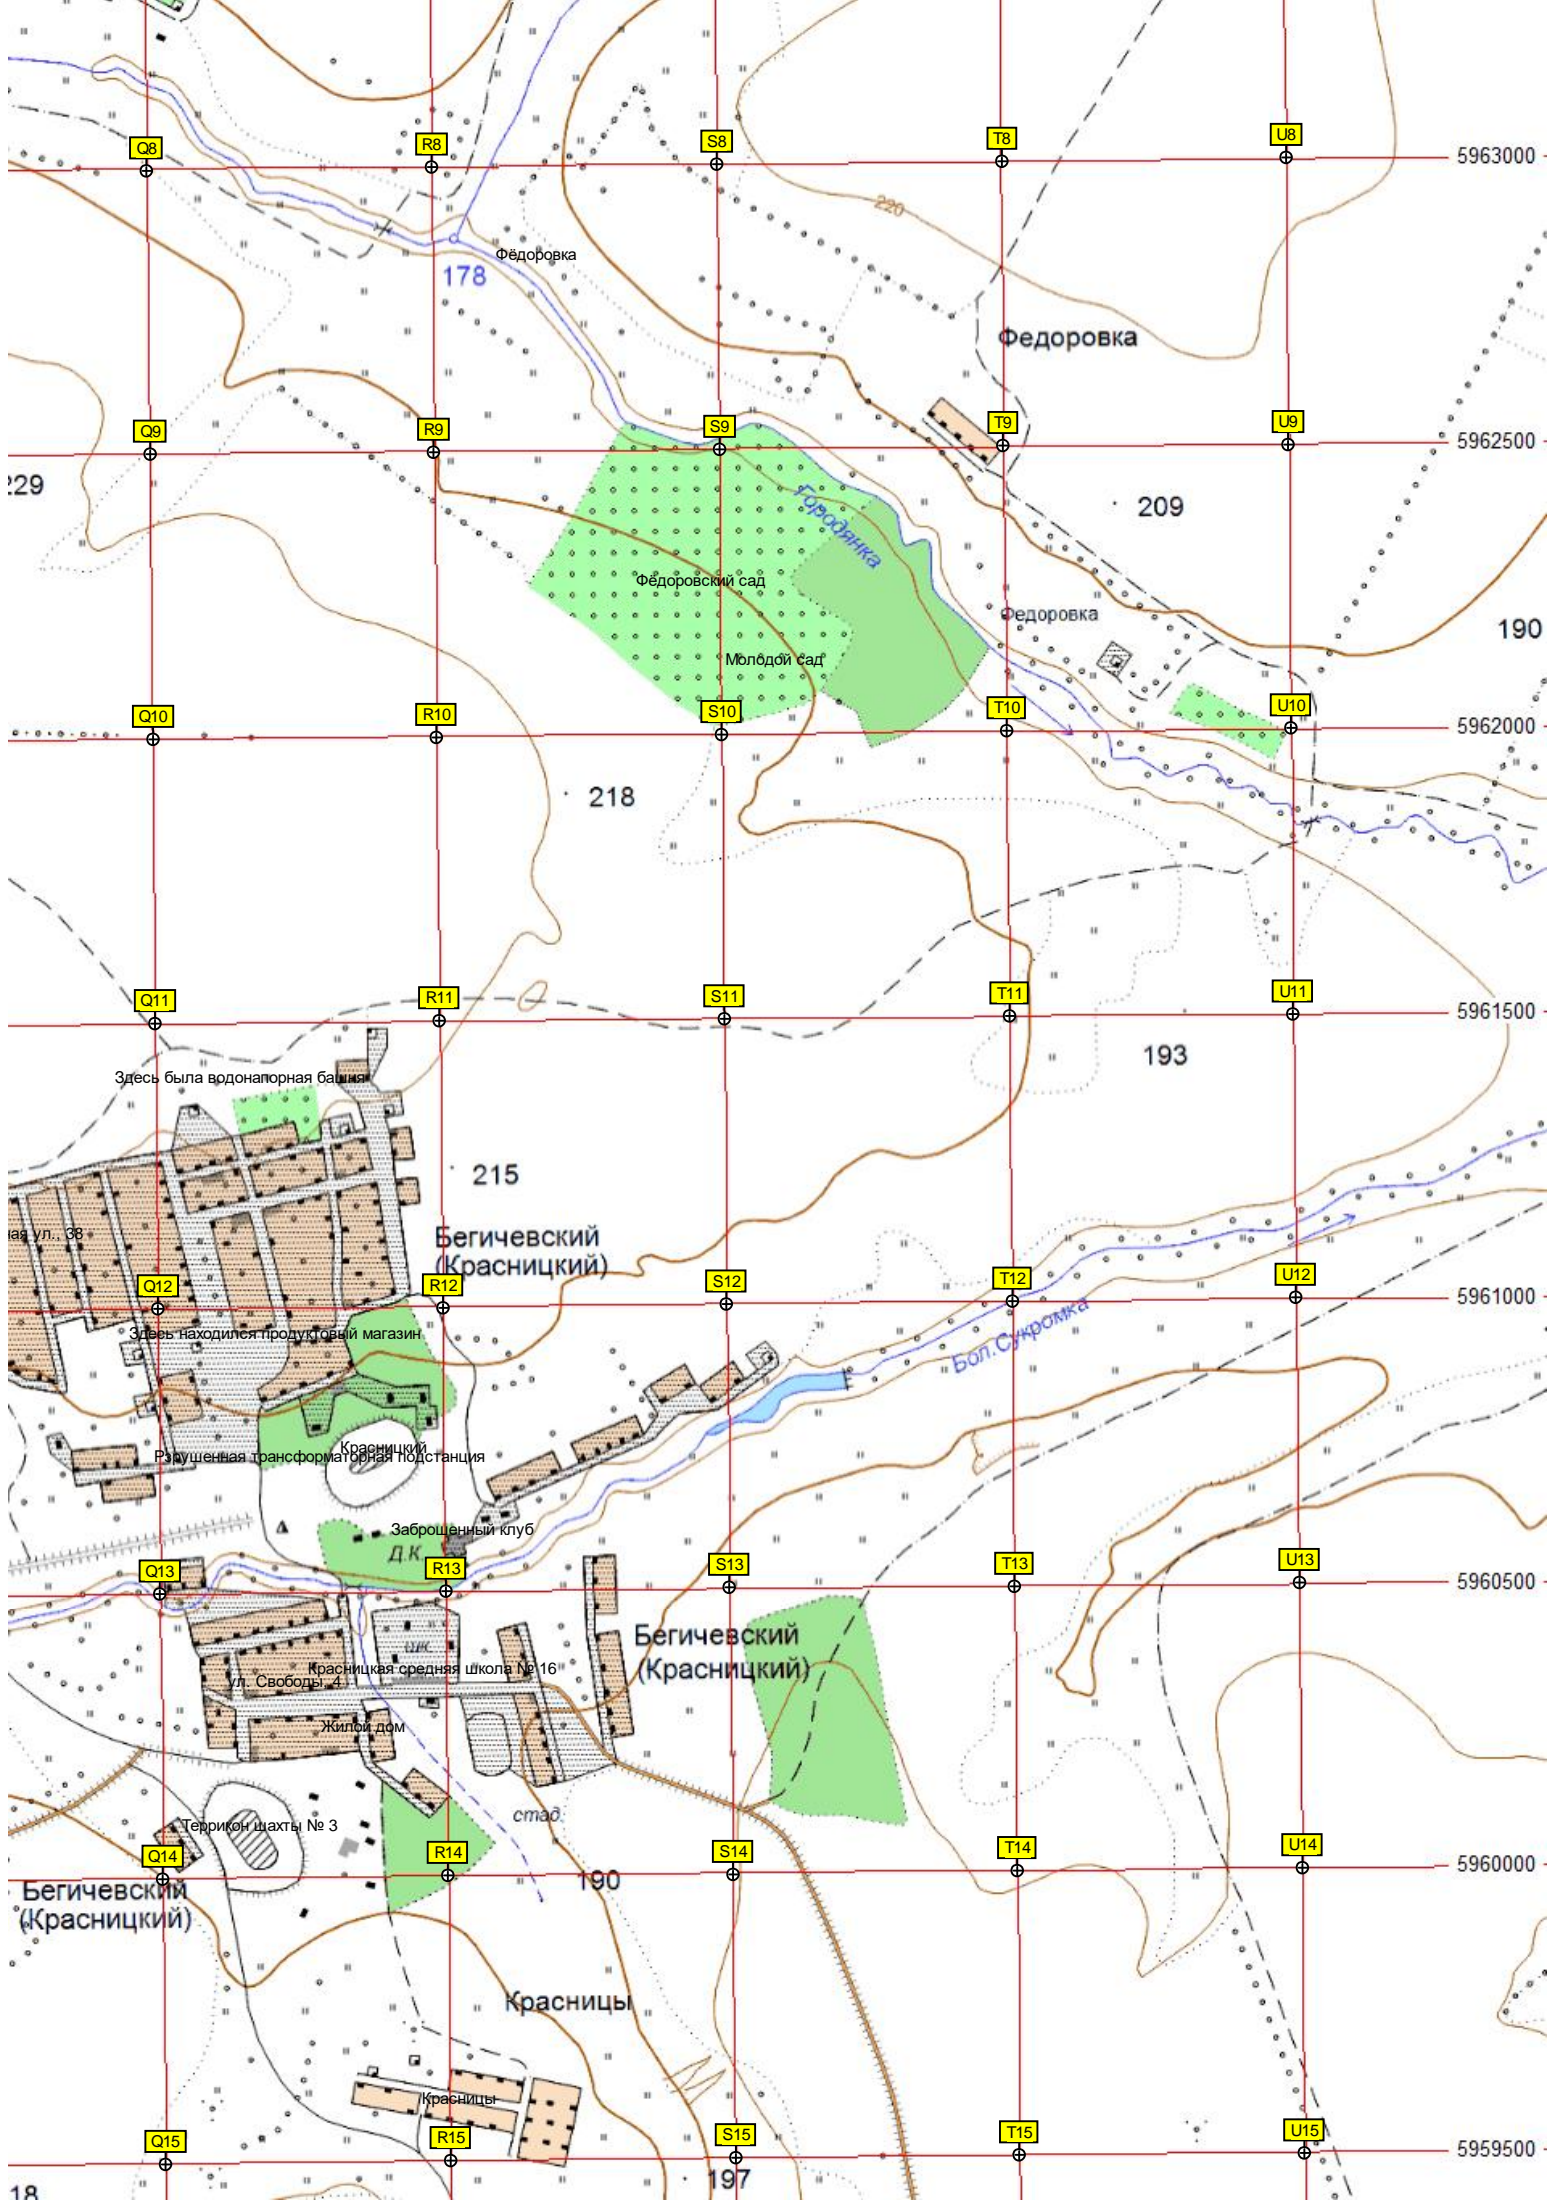 Q8
R8
S8
T8
U8
5963000
220
Фёдоровка
178
Федоровка
Q9
R9
S9
T9
U9
5962500
229
209
Городянка
Фёдоровский сад
Федоровка
190
Молодой сад
Q10
R10
S10
T10
U10
5962000
218
Q11
R11
S11
T11
U11
5961500
193
Здесь была водонапорная башня
215
Бегичевский
(Красницкий)
ная ул., 38
Q12
R12
S12
T12
U12
5961000
Здесь находился продуктовый магазин
Бол.Сукромка
Красницкий
Рзрушенная трансформаторная подстанция
Заброшенный клуб
Д.К.
Q13
R13
S13
T13
U13
5960500
Бегичевский
(Красницкий)
шк.
Красницкая средняя школа № 16
ул. Свободы, 4
Жилой дом
стад.
Террикон шахты № 3
Q14
R14
S14
T14
U14
5960000
190
Бегичевский
(Красницкий)
Красницы
Красницы
Q15
R15
S15
T15
U15
5959500
197
18